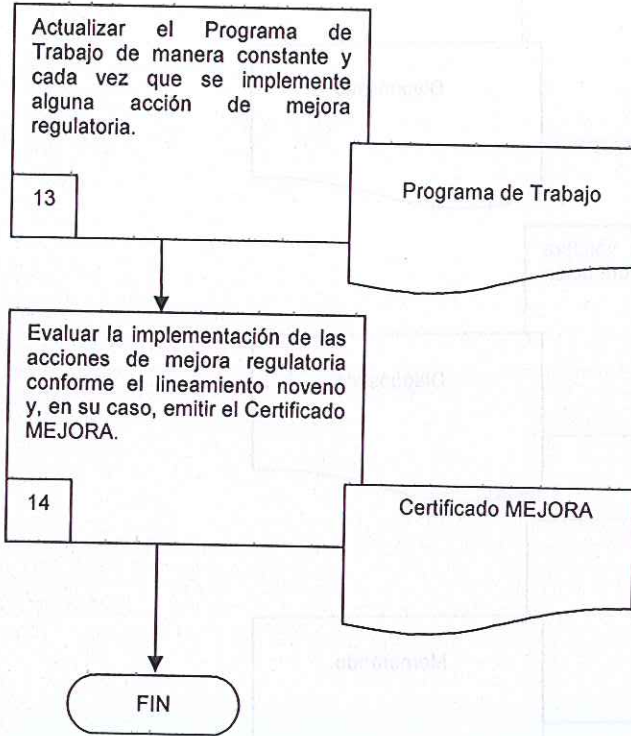 Actualizar el Programa de
Trabajo de manera constante y
cada vez que se implemente
alguna acción de mejora
regulatoria.
13
Programa de Trabajo
Evaluar la implementación de las
acciones de mejora regulatoria
conforme el lineamiento noveno
y, en su caso, emitir el Certificado
MEJORA.
14
Certificado MEJORA
FIN